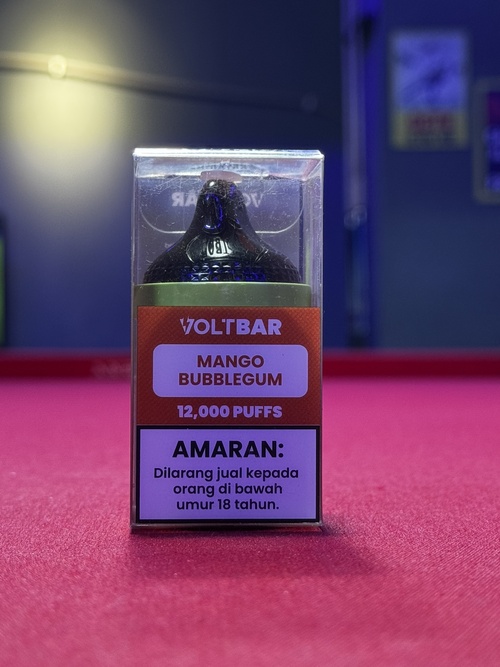 VOLTBAR
MANGO
BUBBLEGUM
12,000 PUFFS
AMARAN:
Dilarang jual kepada
orang di bawah
umur 18 tahun.